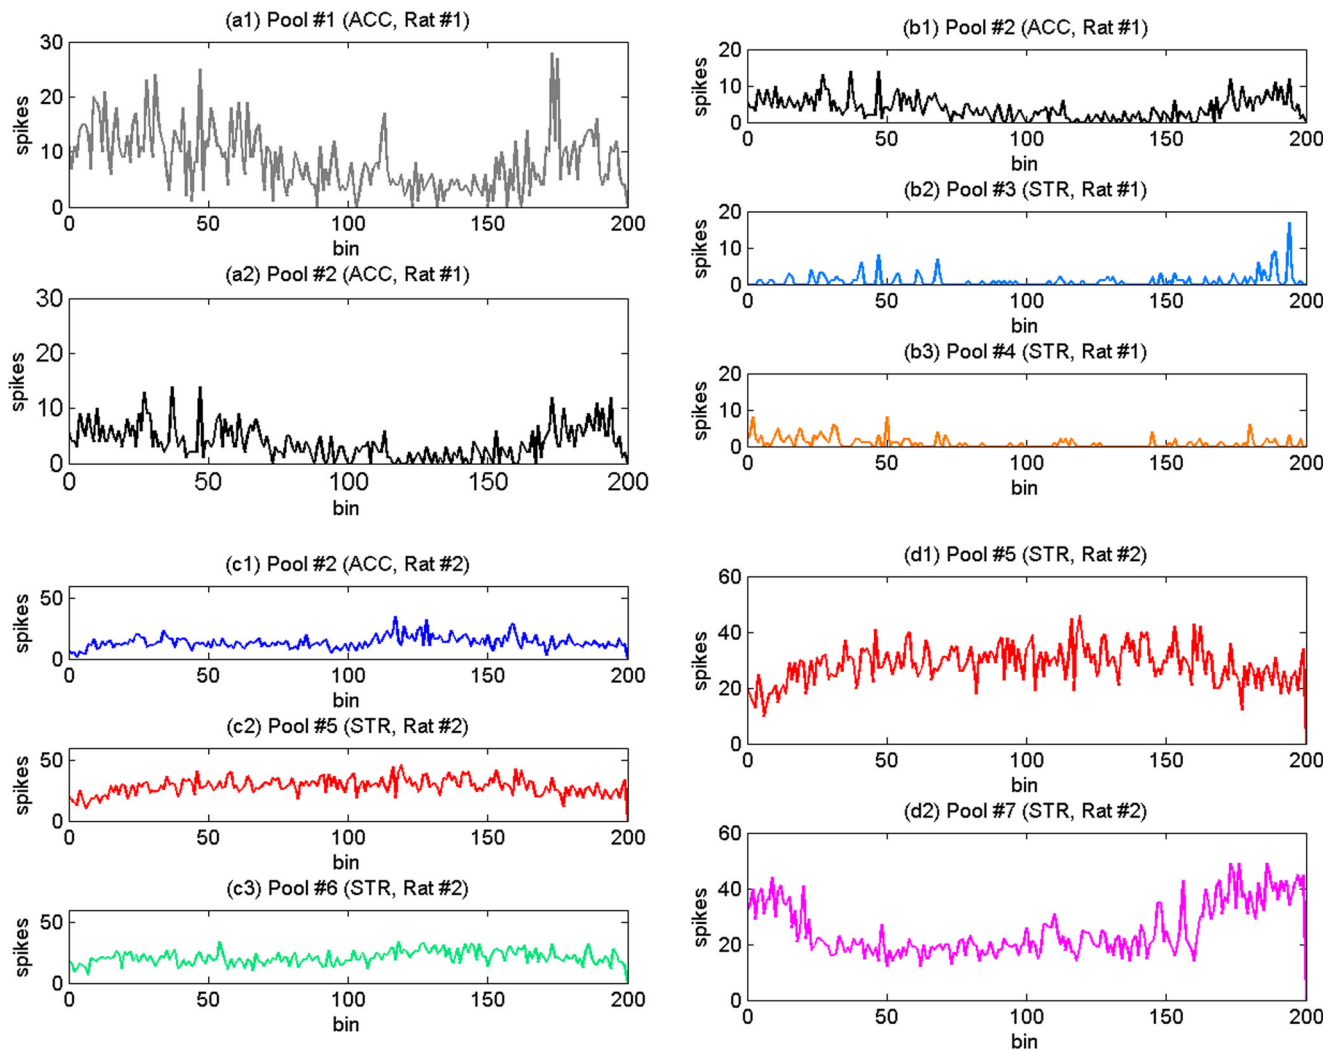 (a1) Pool #1 (ACC, Rat #1)
30
20
10
0
spikes
0 50 100 150 200
bin
(a2) Pool #2 (ACC, Rat #1)
30
20
10
0
spikes
0 50 100 150 200
bin
(b1) Pool #2 (ACC, Rat #1)
20
10
0
spikes
0 50 100 150 200
bin
(b2) Pool #3 (STR, Rat #1)
20
10
0
spikes
0 50 100 150 200
bin
(b3) Pool #4 (STR, Rat #1)
20
10
0
spikes
0 50 100 150 200
bin
(c1) Pool #2 (ACC, Rat #2)
50
0
spikes
0 50 100 150 200
bin
(c2) Pool #5 (STR, Rat #2)
50
0
spikes
0 50 100 150 200
bin
(c3) Pool #6 (STR, Rat #2)
50
0
spikes
0 50 100 150 200
bin
(d1) Pool #5 (STR, Rat #2)
60
40
20
0
spikes
0 50 100 150 200
bin
(d2) Pool #7 (STR, Rat #2)
60
40
20
0
spikes
0 50 100 150 200
bin